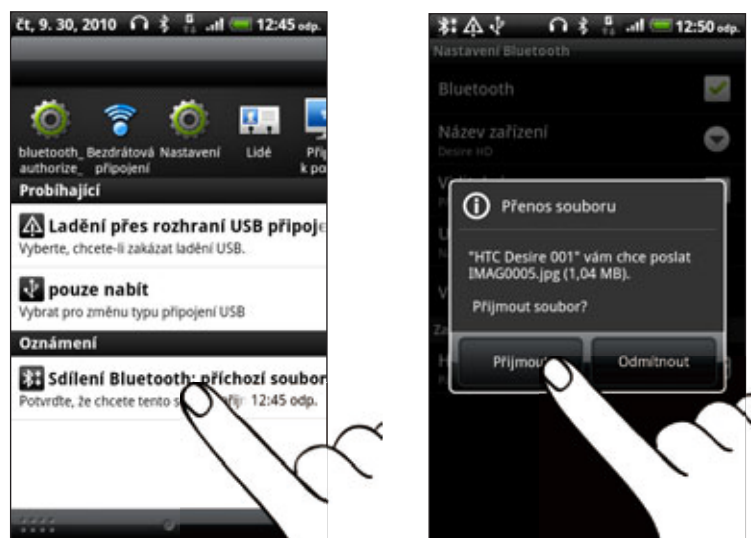 čt, 9. 30, 2010 12:45 odp.
bluetooth_ Bezdrátová Nastavení Lidé
authorize_ připojení k po
Probíhající
Ladění přes rozhraní USB připoje
Vyberte, chcete-li zakázat ladění USB.
pouze nabít
Vybrat pro změnu typu připojení USB
Oznámení
Sdílení Bluetooth: příchozí soubor
Potvrďte, že chcete tento 12:45 odp.
12:50 odp.
Nastavení Bluetooth
Bluetooth
Název zařízení
Desire HD
Přenos souboru
"HTC Desire 001" vám chce poslat
IMAG0005.jpg (1,04 MB).
Přijmout soubor?
Přijmout Odmítnout